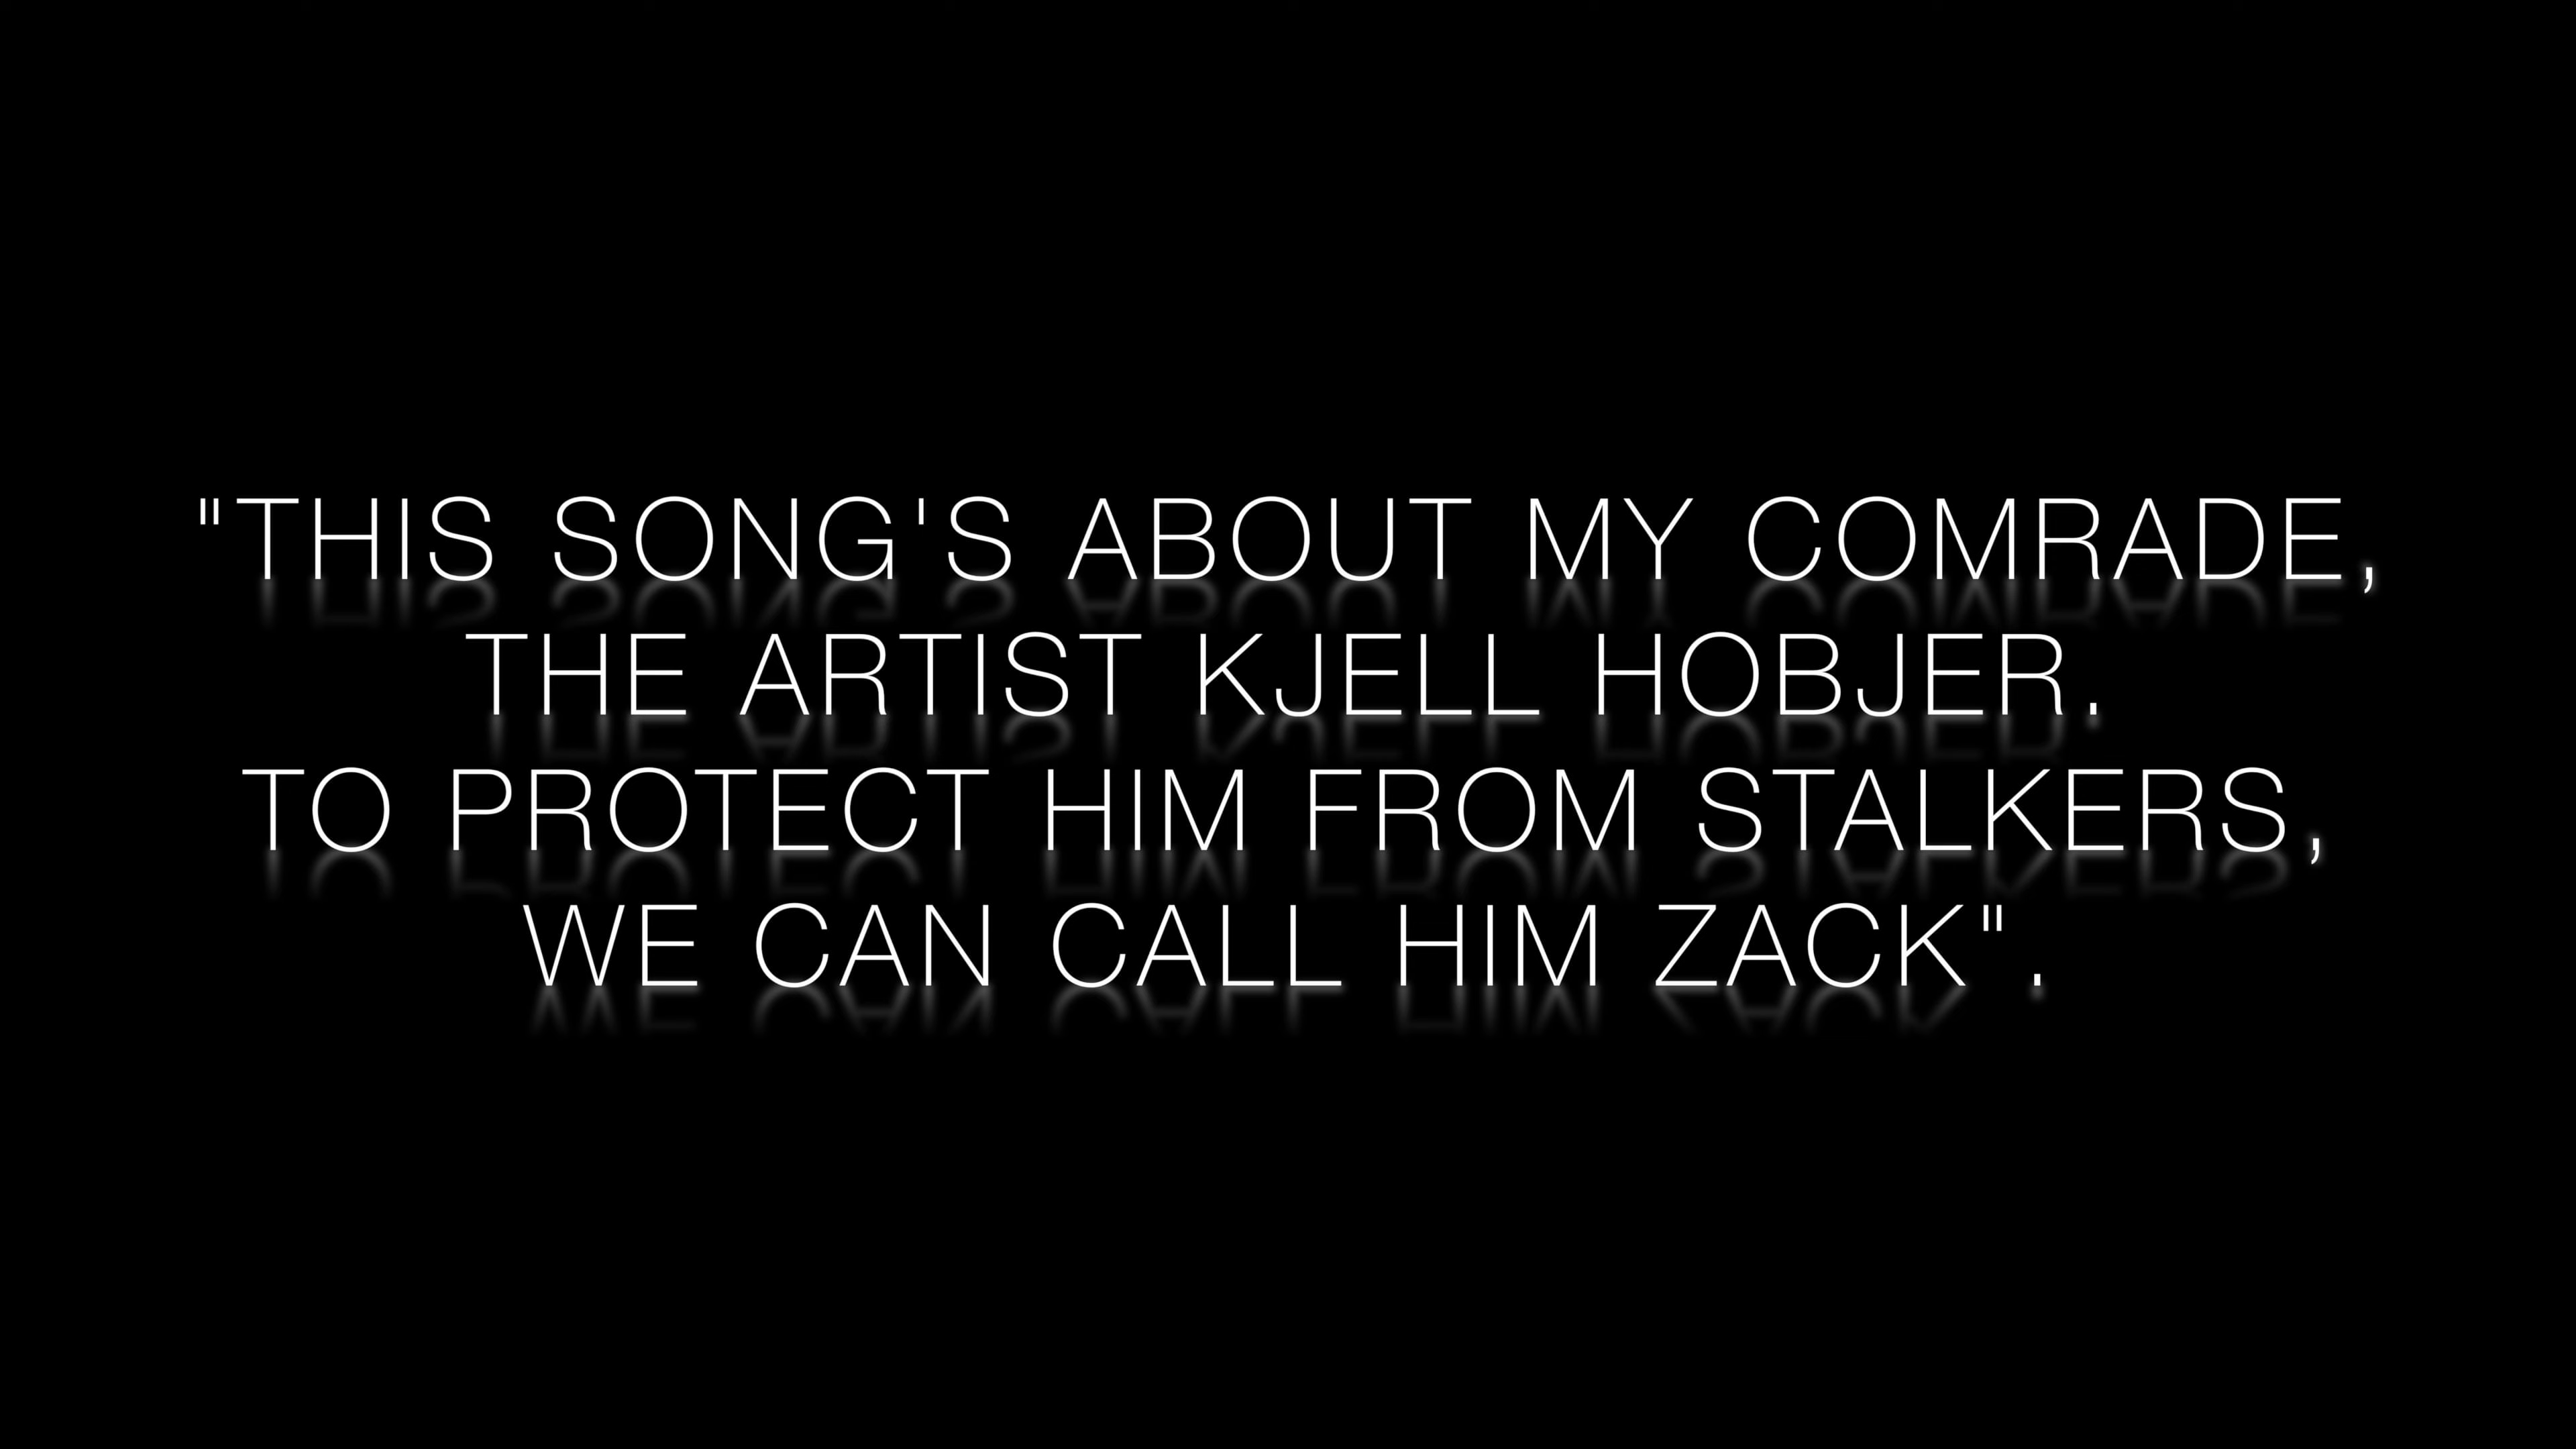 "THIS SONG'S ABOUT MY COMRADE,
THE ARTIST KJELL HOBJER.
TO PROTECT HIM FROM STALKERS,
WE CAN CALL HIM ZACK".